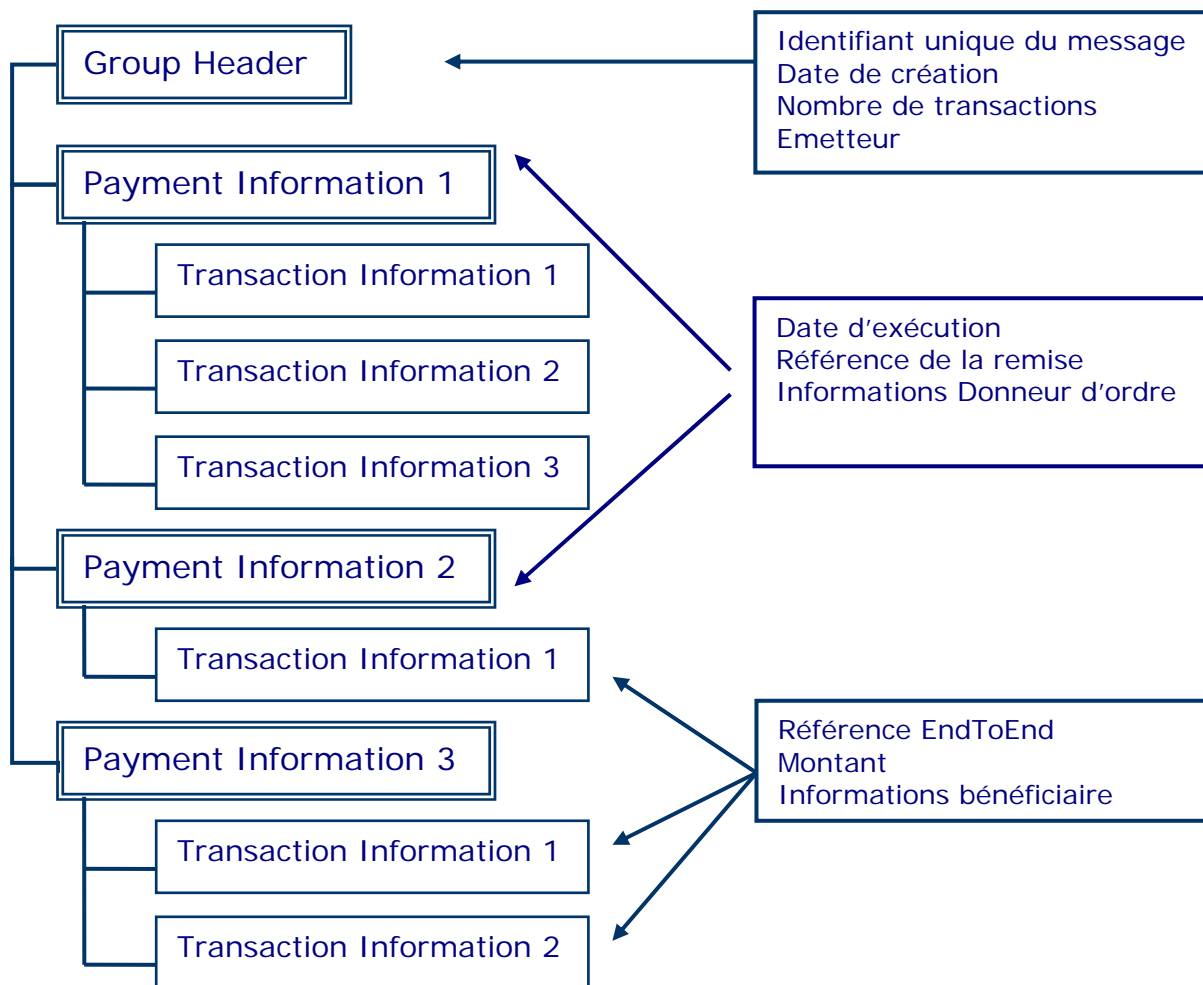 Group Header
Identifiant unique du message
Date de création
Nombre de transactions
Emetteur
Payment Information 1
Transaction Information 1
Transaction Information 2
Transaction Information 3
Date d'exécution
Référence de la remise
Informations Donneur d'ordre
Payment Information 2
Transaction Information 1
Payment Information 3
Référence EndToEnd
Montant
Informations bénéficiaire
Transaction Information 1
Transaction Information 2